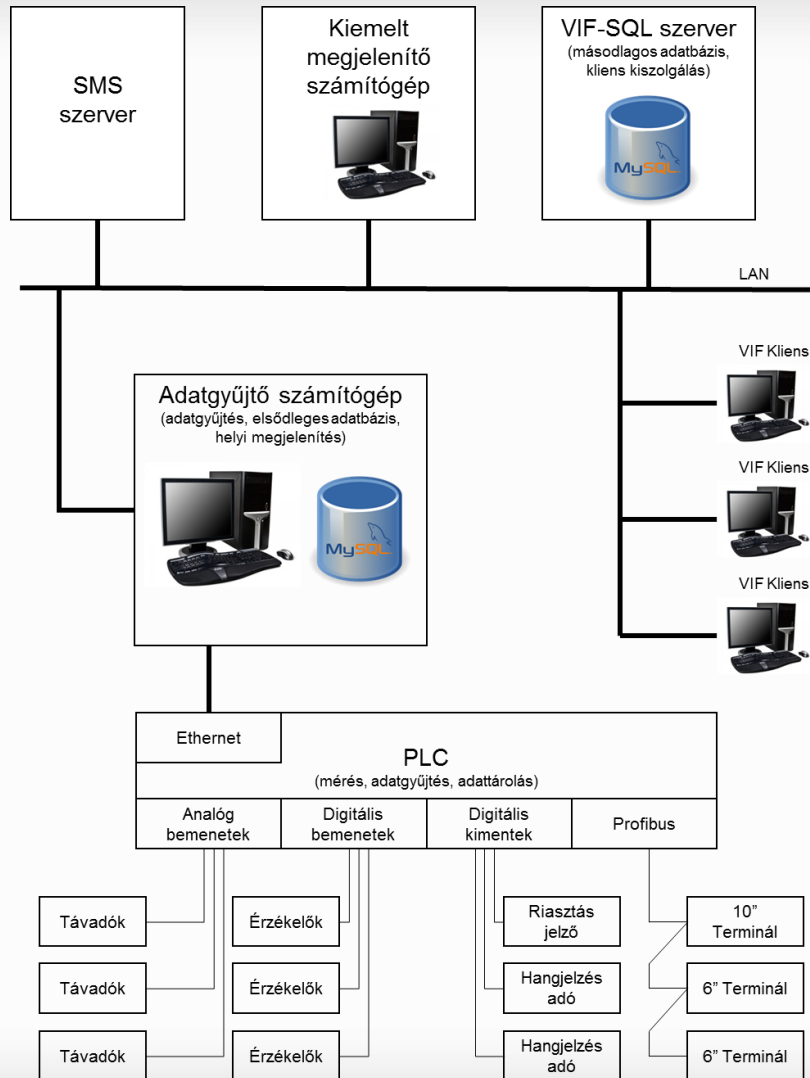 SMS
szerver
Kiemelt
megjelenítő
számítógép
VIF-SQL szerver
(másodlagos adatbázis,
kliens kiszolgálás)
MySQL
LAN
VIF Kliens
VIF Kliens
VIF Kliens
Adatgyűjtő számítógép
(adatgyűjtés, elsődleges adatbázis,
helyi megjelenítés)
MySQL
Ethernet
PLC
(mérés, adatgyűjtés, adattárolás)
Analóg
bemenetek
Digitális
bemenetek
Digitális
kimentek
Profibus
Távadók
Érzékelők
Riasztás
jelző
10”
Terminál
Távadók
Érzékelők
Hangjelzés
adó
6” Terminál
Távadók
Érzékelők
Hangjelzés
adó
6” Terminál